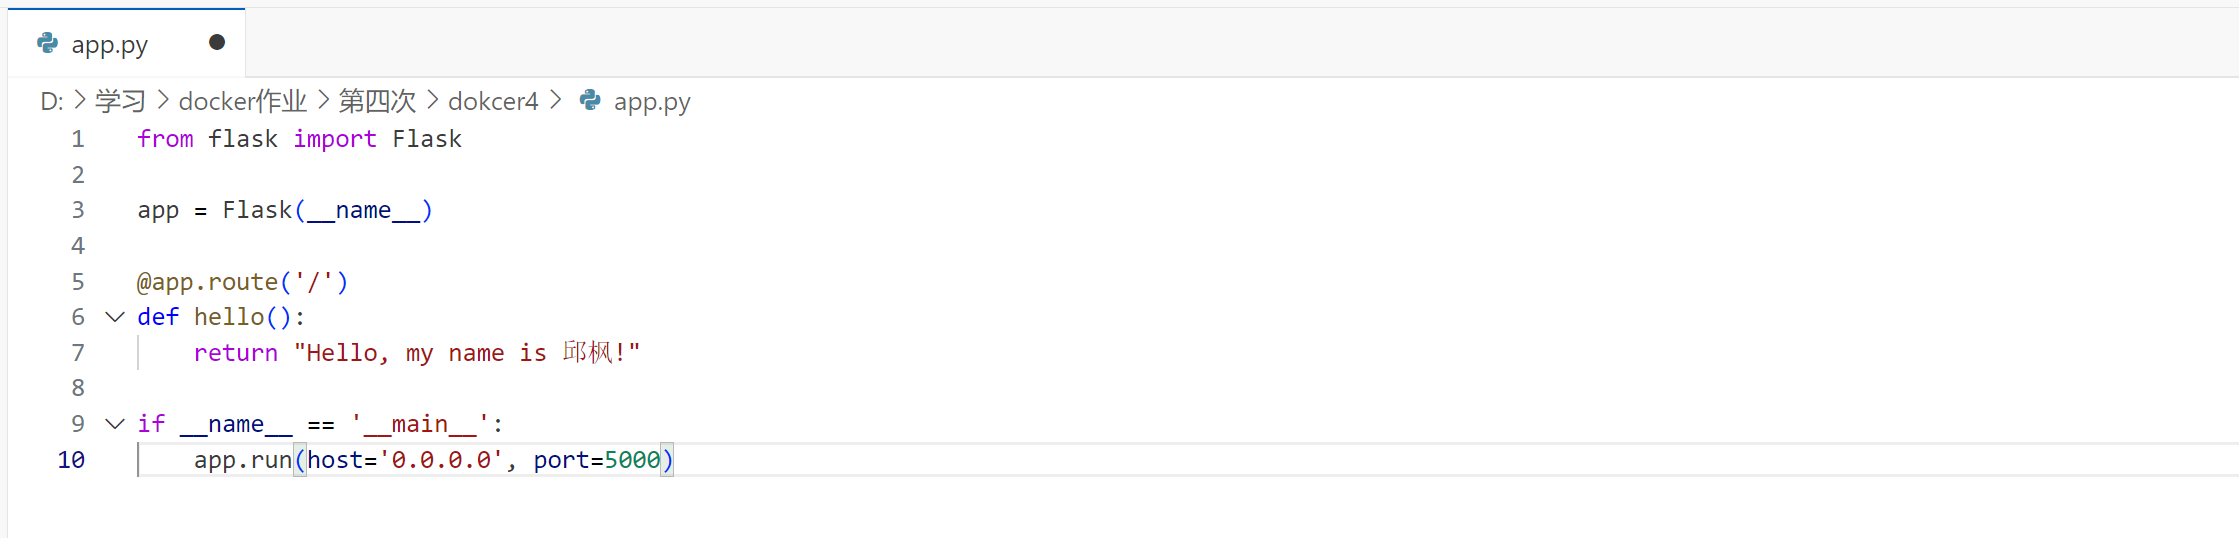 app.py
D: > 学习 > docker作业 > 第四次 > dokcer4 > app.py
1 from flask import Flask
2
3 app = Flask(__name__)
4
5 @app.route('/')
6 def hello():
7     return "Hello, my name is 邱枫!"
8
9 if __name__ == '__main__':
10     app.run(host='0.0.0.0', port=5000)